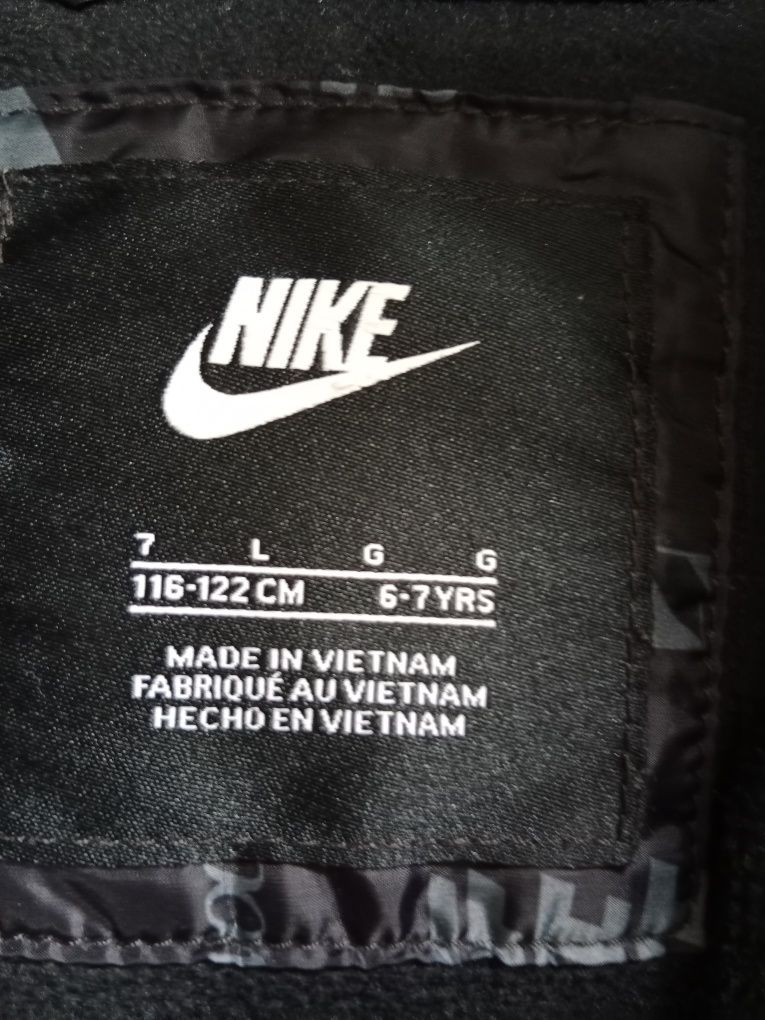 NIKE
7 L G G
116-122 CM 6-7 YRS
MADE IN VIETNAM
FABRIQUÉ AU VIETNAM
HECHO EN VIETNAM